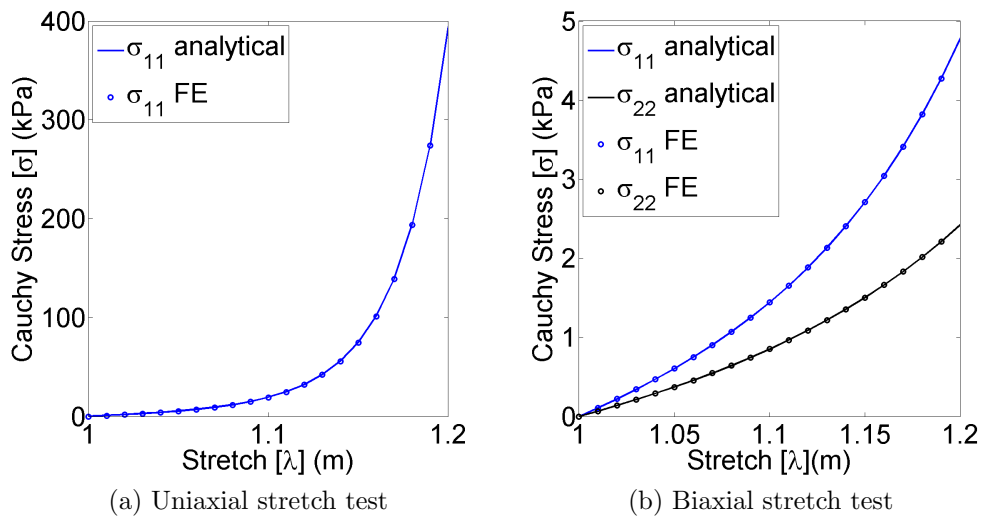 400
300
200
100
0
1
1.1
1.2
Cauchy Stress [σ] (kPa)
Stretch [λ] (m)
σ11 analytical
σ11 FE
(a) Uniaxial stretch test
5
4
3
2
1
0
1
1.05
1.1
1.15
1.2
Cauchy Stress [σ] (kPa)
Stretch [λ](m)
σ11 analytical
σ22 analytical
σ11 FE
σ22 FE
(b) Biaxial stretch test